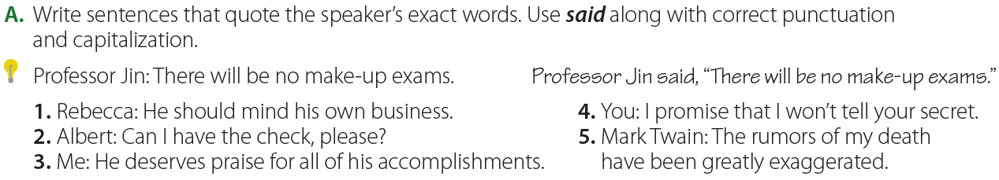 A. Write sentences that quote the speaker's exact words. Use said along with correct punctuation
and capitalization.
Professor Jin: There will be no make-up exams.
Professor Jin said, “There will be no make-up exams.”
1. Rebecca: He should mind his own business.
2. Albert: Can I have the check, please?
3. Me: He deserves praise for all of his accomplishments.
4. You: I promise that I won't tell your secret.
5. Mark Twain: The rumors of my death
have been greatly exaggerated.